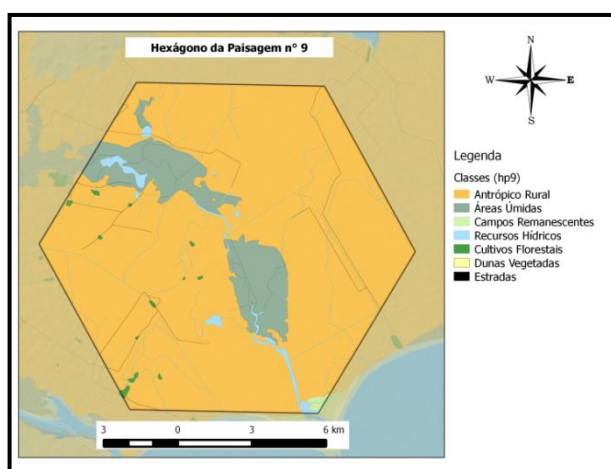 Hexágono da Paisagem n° 9
N
W E
S
Legenda
Classes (hp9)
Antrópico Rural
Áreas Úmidas
Campos Remanescentes
Recursos Hídricos
Cultivos Florestais
Dunas Vegetadas
Estradas
3 0 3 6 km